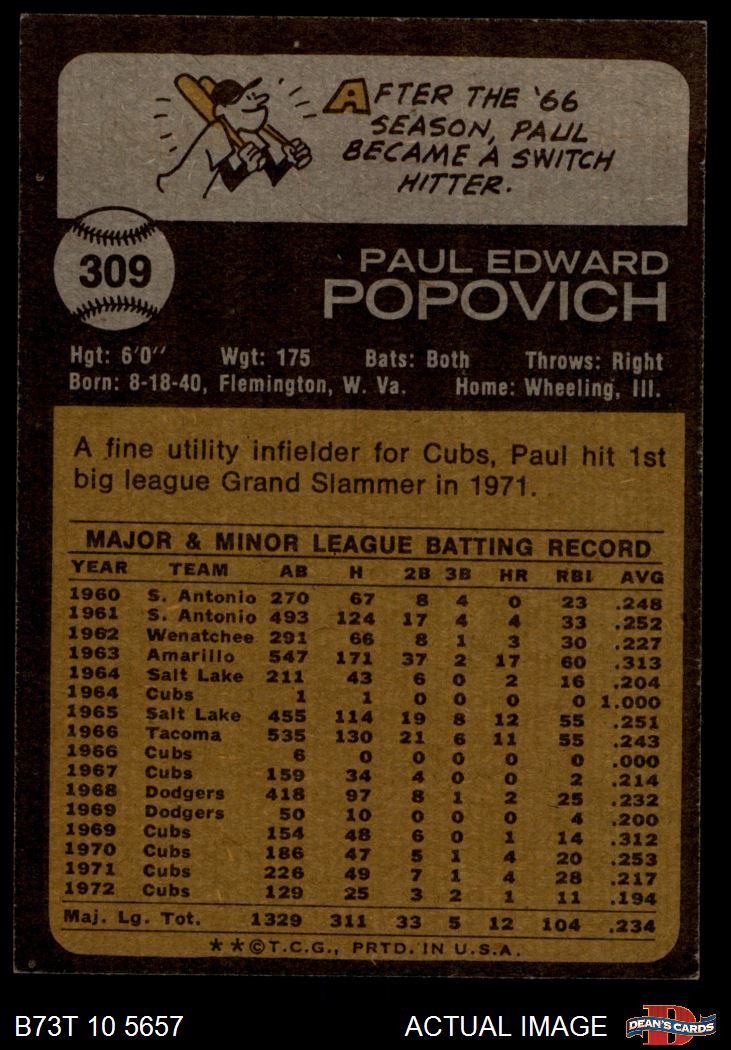 AFTER THE '66
SEASON, PAUL
BECAME A SWITCH
HITTER.
309
PAUL EDWARD
POPOVICH
Hgt: 6'0" Wgt: 175 Bats: Both Throws: Right
Born: 8-18-40, Flemington, W. Va. Home: Wheeling, Ill.
A fine utility infielder for Cubs, Paul hit 1st
big league Grand Slammer in 1971.
MAJOR & MINOR LEAGUE BATTING RECORD
YEAR TEAM AB H 2B 3B HR RBI AVG
1960 S. Antonio 270 67 8 4 0 23 .248
1961 S. Antonio 493 124 17 4 4 33 .252
1962 Wenatchee 291 66 8 1 3 30 .227
1963 Amarillo 547 171 37 2 17 60 .313
1964 Salt Lake 211 43 6 0 2 16 .204
1964 Cubs 1 1 0 0 0 0 1.000
1965 Salt Lake 455 114 19 8 12 55 .251
1966 Tacoma 535 130 21 6 11 55 .243
1966 Cubs 6 0 0 0 0 0 .000
1967 Cubs 159 34 4 0 0 2 .214
1968 Dodgers 418 97 8 1 2 25 .232
1969 Dodgers 50 10 0 0 0 4 .200
1969 Cubs 154 48 6 0 1 14 .312
1970 Cubs 186 47 5 1 4 20 .253
1971 Cubs 226 49 7 1 4 28 .217
1972 Cubs 129 25 3 2 1 11 .194
Maj. Lg. Tot. 1329 311 33 5 12 104 .234
**©T.C.G., PRTD. IN U.S.A.
B73T 10 5657 ACTUAL IMAGE D DEAN'S CARDS